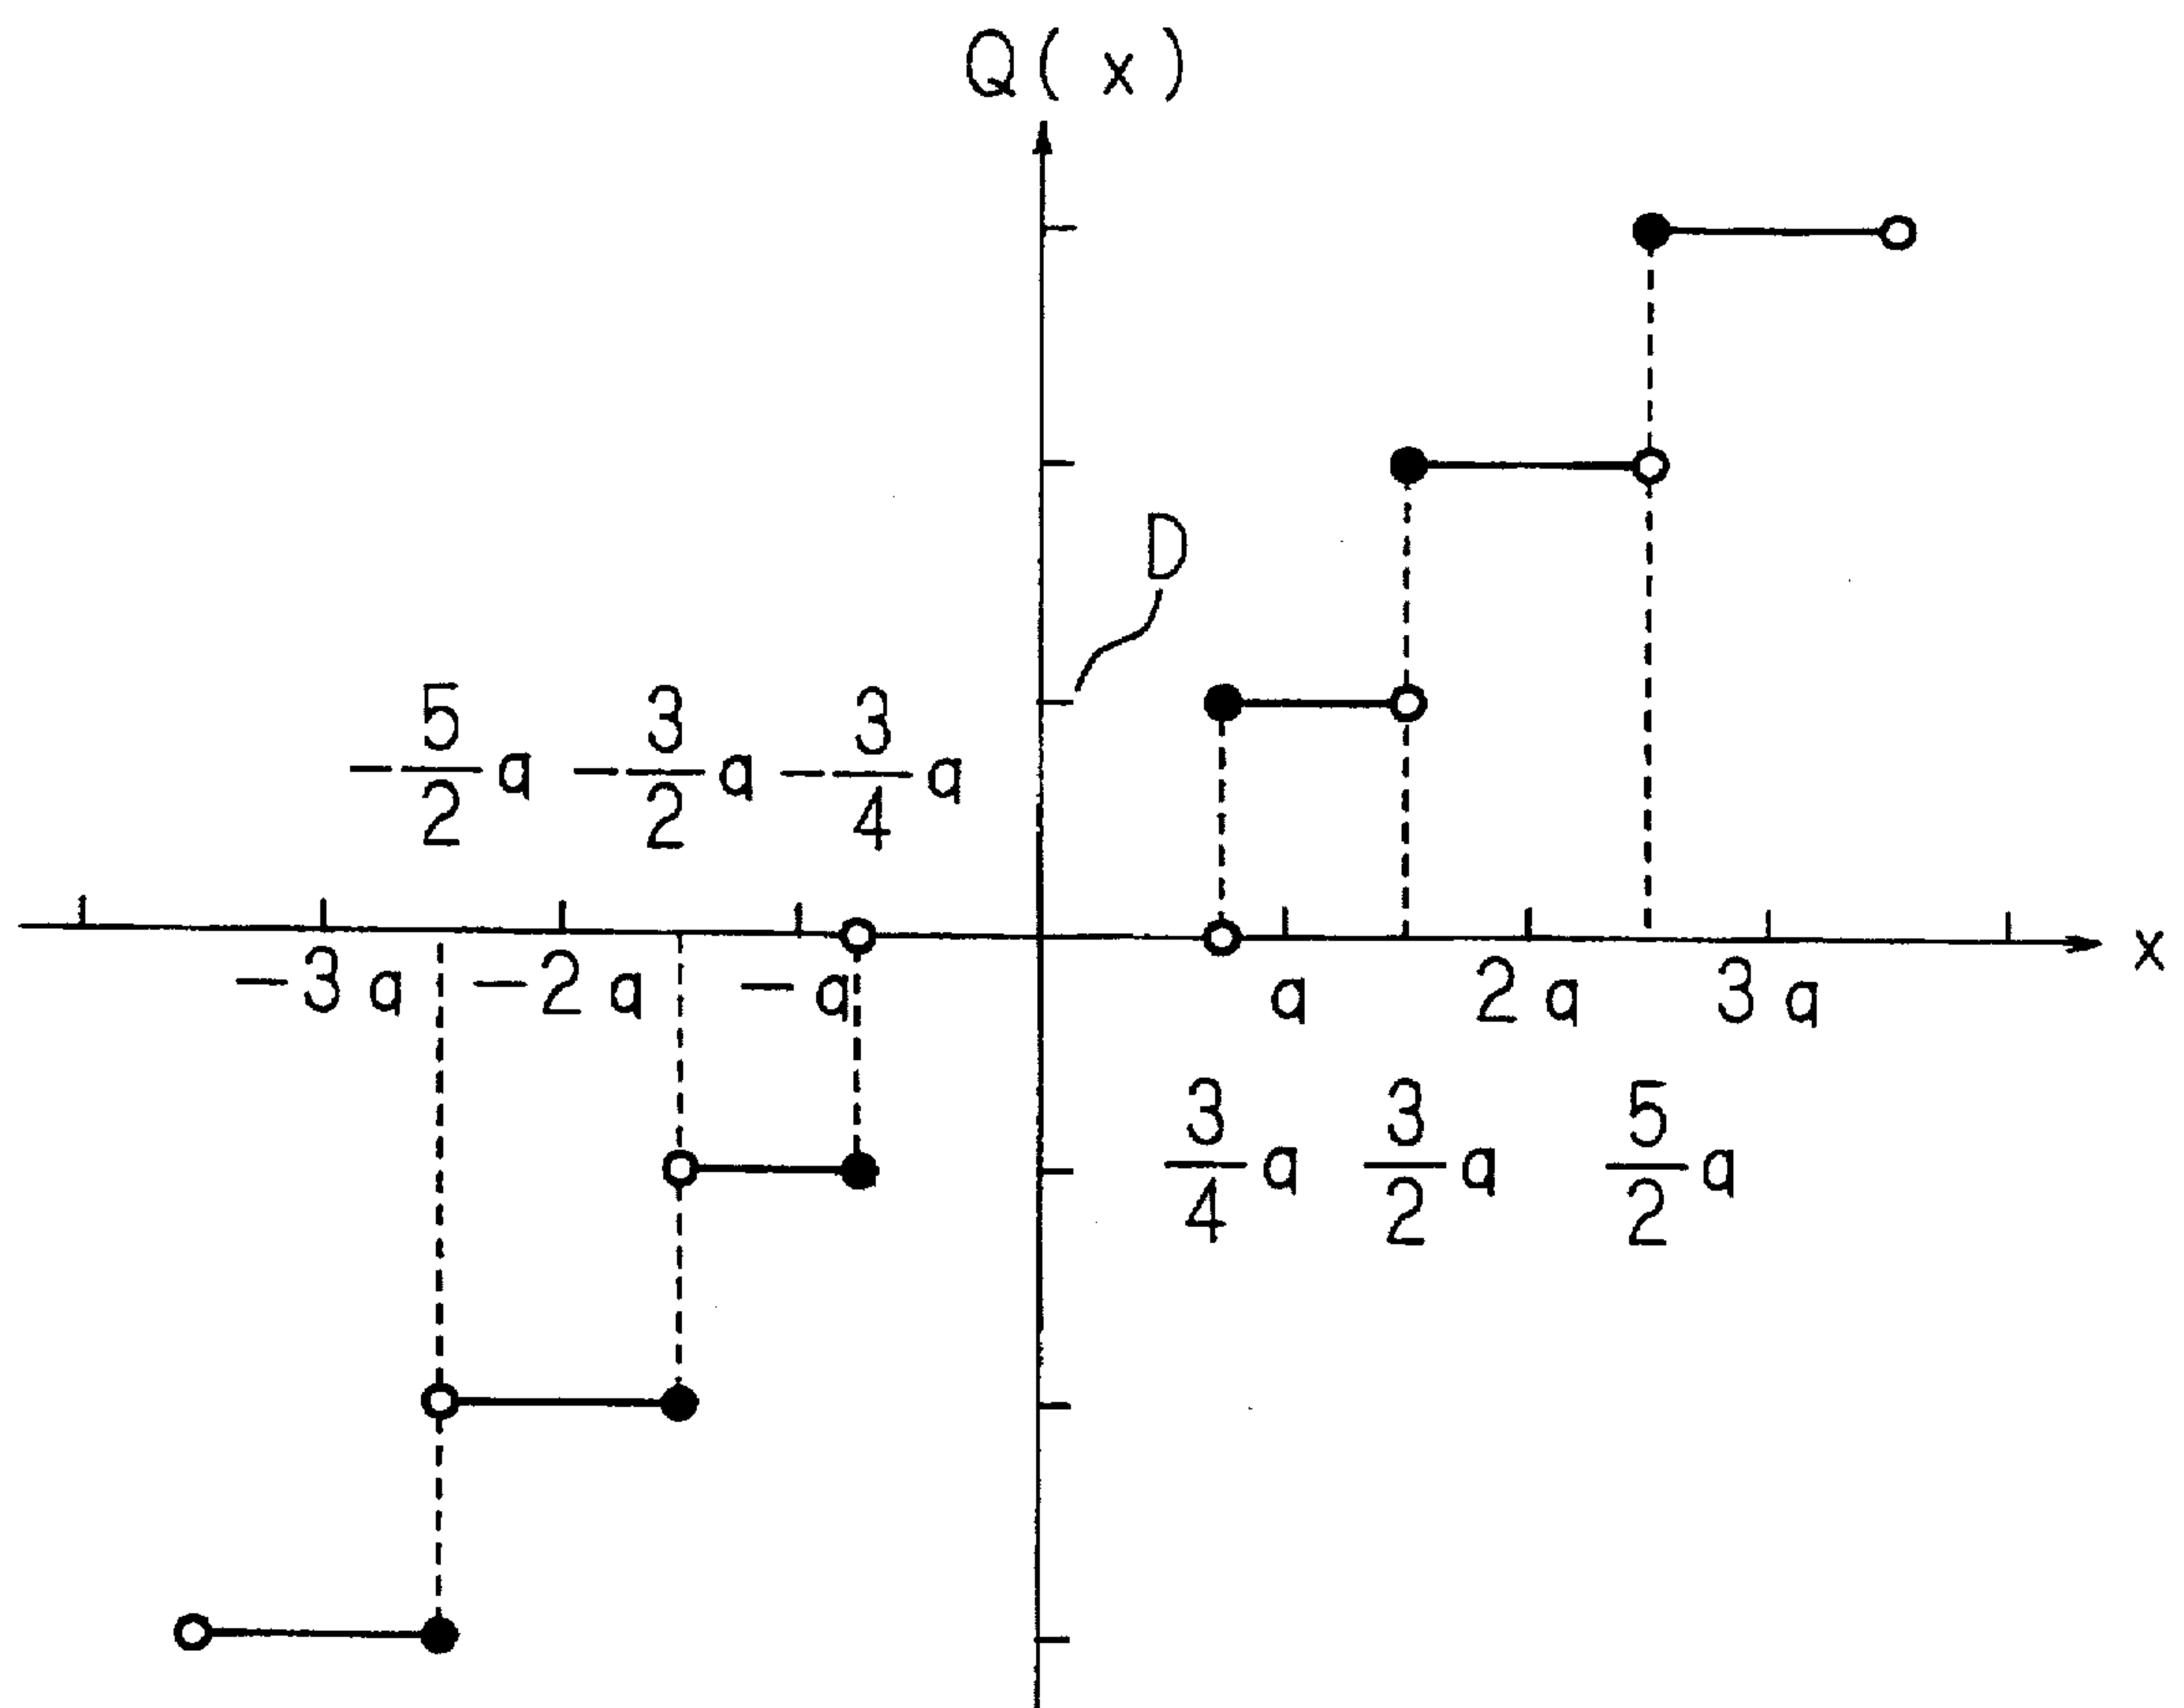 Q( x )
D
-5/2 a -3/2 a -3/4 a
-3a -2a -a a 2a 3a x
3/4 a 3/2 a 5/2 a